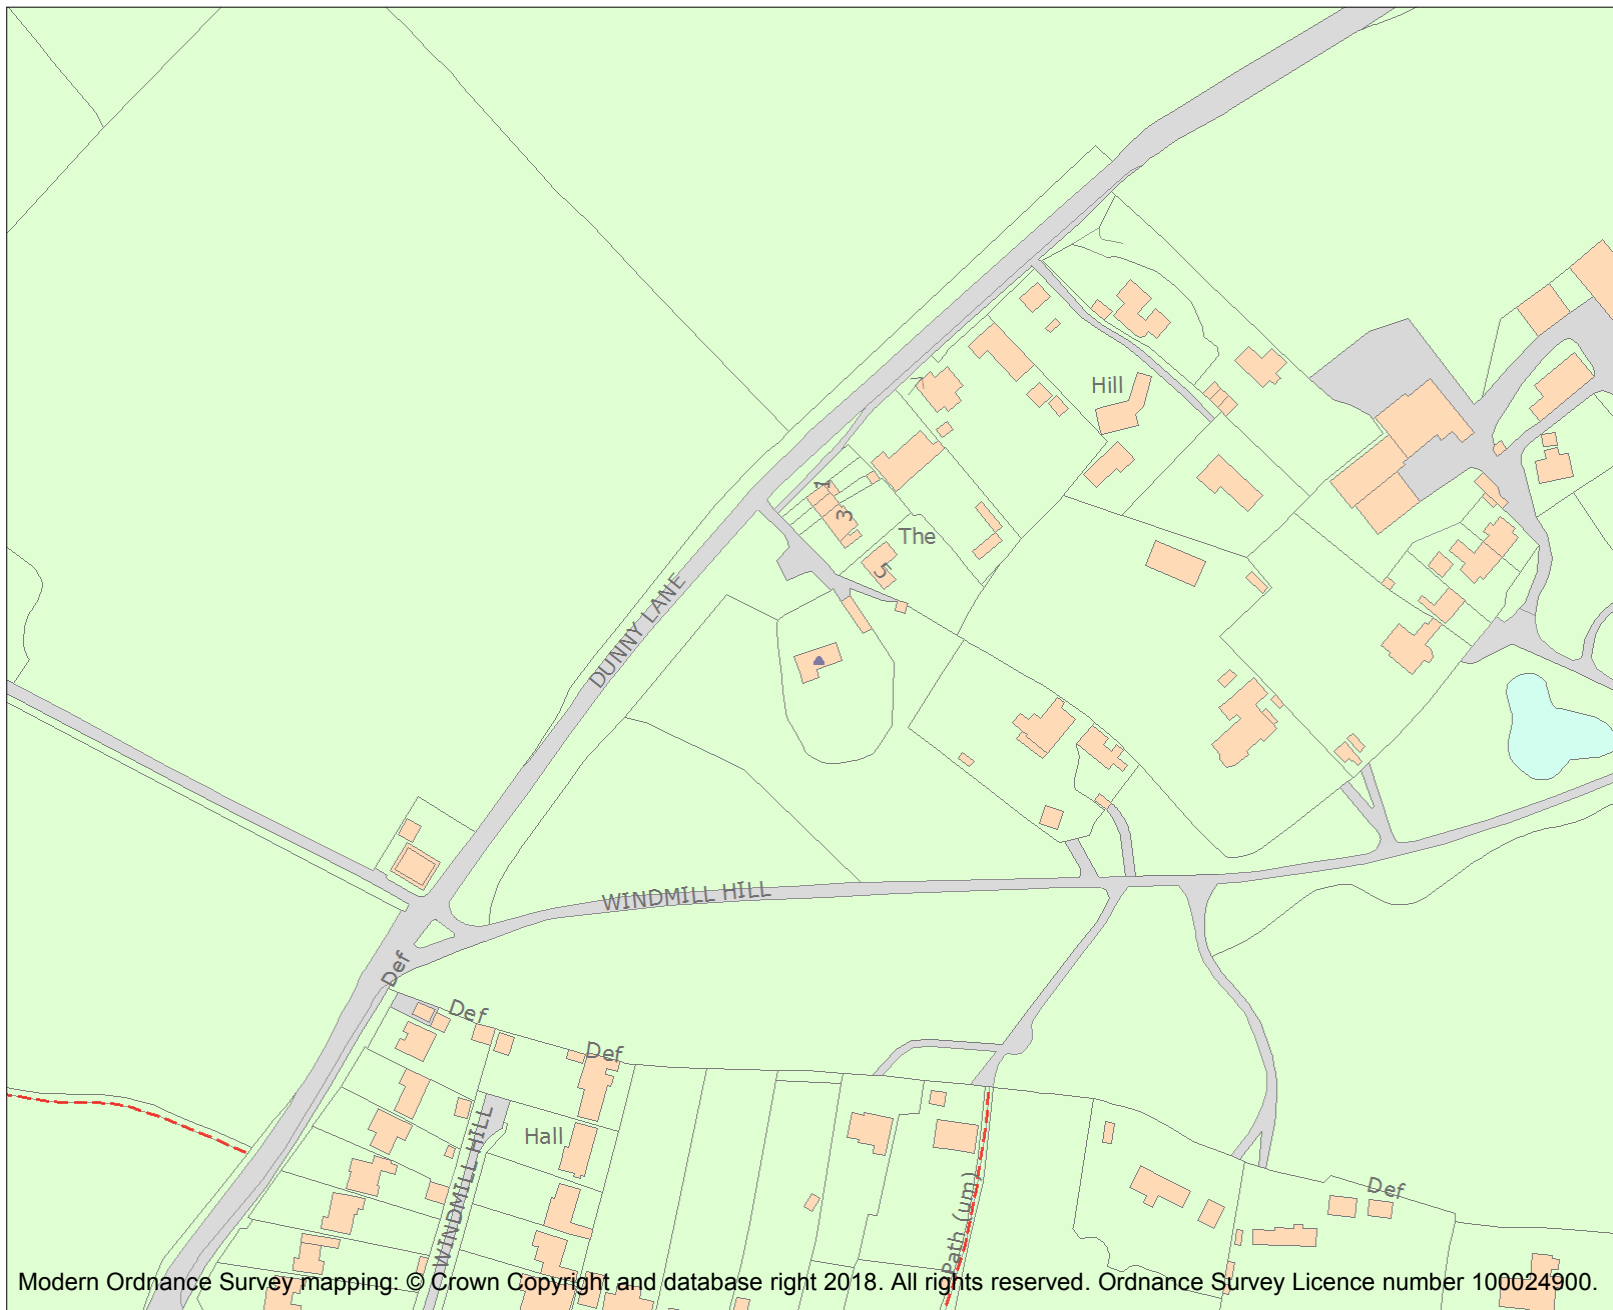 Hill
1
3
The
5
DUNNY LANE
WINDMILL HILL
Def
Def
Def
Hall
WINDMILL HILL
Path (um)
Def
Modern Ordnance Survey mapping: © Crown Copyright and database right 2018. All rights reserved. Ordnance Survey Licence number 100024900.